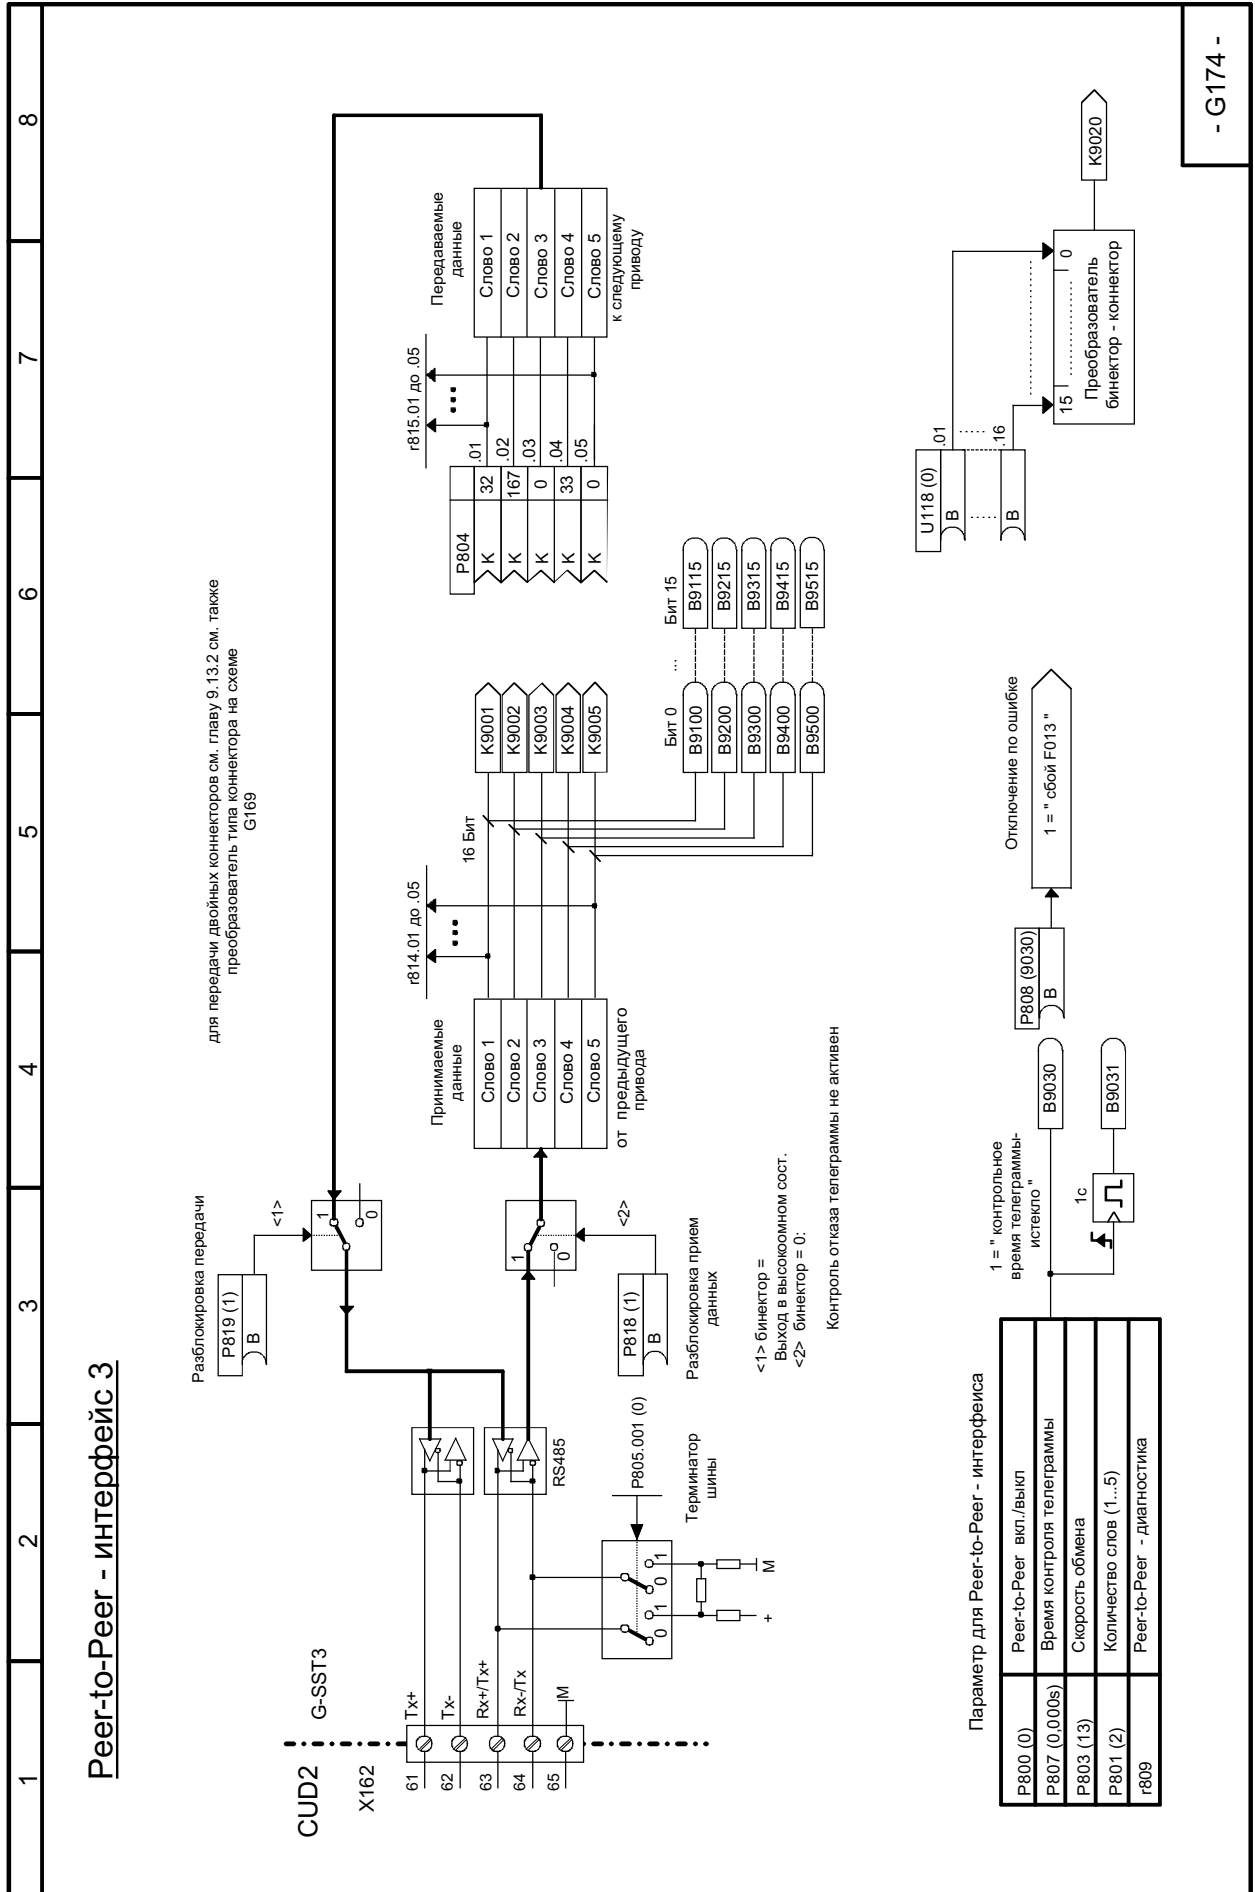 1 2 3 4 5 6 7 8
Peer-to-Peer - интерфейс 3
для передачи двойных коннекторов см. главу 9.13.2 см. также
преобразователь типа коннектора на схеме
G169
CUD2
G-SST3
X162
61 Tx+
62 Tx-
63 Rx+/Tx+
64 Rx-/Tx
65 M
RS485
Разблокировка передачи
P819 (1)
B
<1>
1
0
1
0
<2>
P818 (1)
B
Разблокировка прием
данных
P805.001 (0)
Терминатор
шины
0 1 0 1
+ M
<1> бинектор =
Выход в высокоомном сост.
<2> бинектор = 0:
Контроль отказа телеграммы не активен
Принимаемые
данные
Слово 1
Слово 2
Слово 3
Слово 4
Слово 5
от предыдущего
привода
r814.01 до .05
16 Бит
K9001
K9002
K9003
K9004
K9005
Бит 0 ... Бит 15
B9100 B9115
B9200 B9215
B9300 B9315
B9400 B9415
B9500 B9515
P804
K 32 .01
K 167 .02
K 0 .03
K 33 .04
K 0 .05
r815.01 до .05
Передаваемые
данные
Слово 1
Слово 2
Слово 3
Слово 4
Слово 5
к следующему
приводу
Параметр для Peer-to-Peer - интерфеиса
P800 (0) Peer-to-Peer вкл./выкл
P807 (0,000s) Время контроля телеграммы
P803 (13) Скорость обмена
P801 (2) Количество слов (1...5)
r809 Peer-to-Peer - диагностика
1 = " контрольное
время телеграммы-
истекло "
1с
B9030
B9031
P808 (9030)
B
Отключение по ошибке
1 = " сбой F013 "
U118 (0)
B .01
B .16
15 0
Преобразователь
бинектор - коннектор
K9020
- G174 -